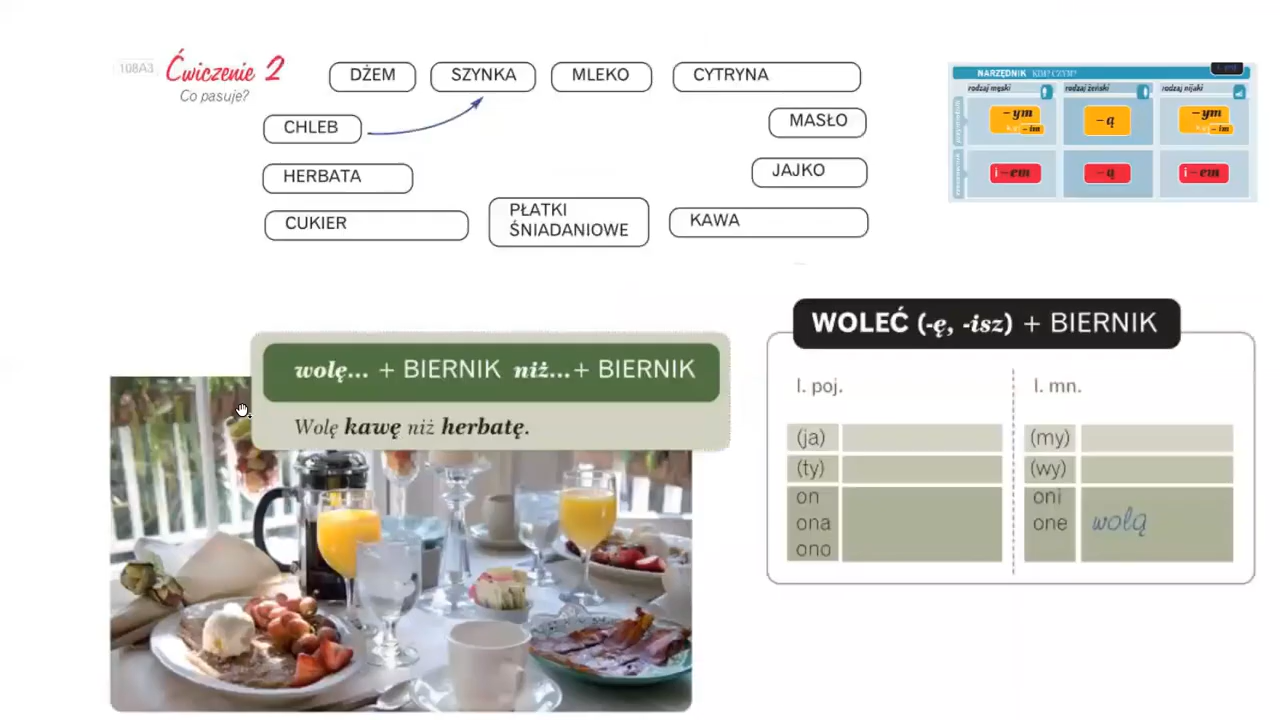 108A3
Ćwiczenie 2
Co pasuje?
DŻEM
SZYNKA
MLEKO
CYTRYNA
CHLEB
MASŁO
HERBATA
JAJKO
CUKIER
PŁATKI
ŚNIADANIOWE
KAWA
NARZĘDNIK KIM? CZYM?
rodzaj męski
rodzaj żeński
rodzaj nijaki
-ym
-im
-ą
-ym
-im
i -em
-ą
i -em
wolę... + BIERNIK niż...+ BIERNIK
Wolę kawę niż herbatę.
WOLEĆ (-ę, -isz) + BIERNIK
l. poj.
l. mn.
(ja)
(my)
(ty)
(wy)
on
oni
ona
one wolą
ono